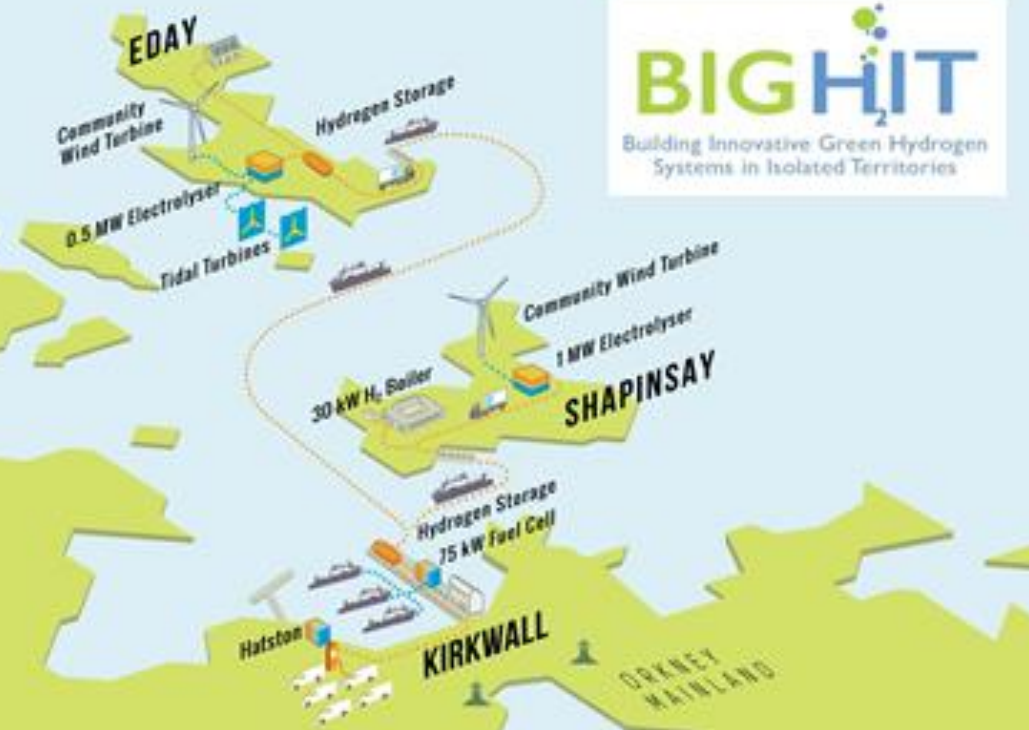 EDAY
Community
Wind Turbine
Hydrogen Storage
0.5 MW Electrolyser
Tidal Turbines
BIGH2IT
Building Innovative Green Hydrogen
Systems in Isolated Territories
Community Wind Turbine
1 MW Electrolyser
30 kW H2 Boiler
SHAPINSAY
Hydrogen Storage
75 kW Fuel Cell
Hatston
KIRKWALL
ORKNEY
MAINLAND